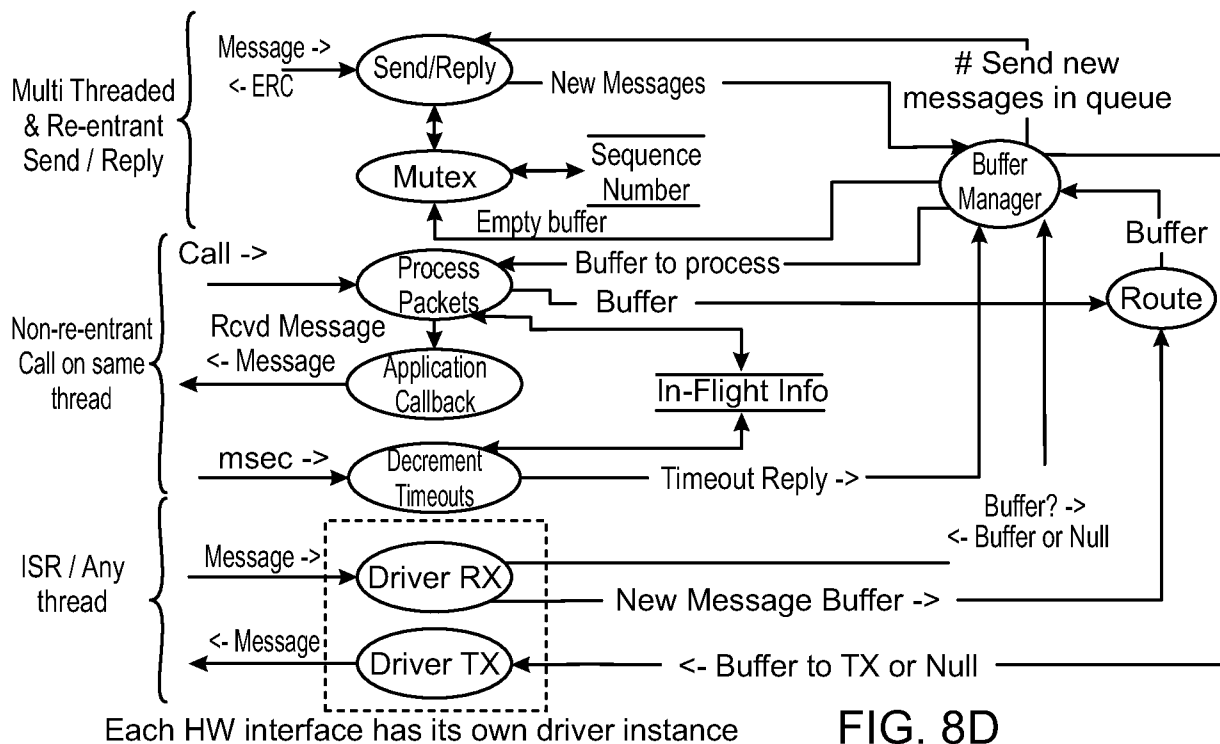 Message ->
<- ERC
Send/Reply
New Messages
# Send new
messages in queue
Multi Threaded
& Re-entrant
Send / Reply
Mutex
Sequence
Number
Buffer
Manager
Empty buffer
Call ->
Process
Packets
Buffer to process
Buffer
Buffer
Route
Non-re-entrant
Call on same
thread
Rcvd Message
<- Message
Application
Callback
In-Flight Info
msec ->
Decrement
Timeouts
Timeout Reply ->
Buffer? ->
<- Buffer or Null
ISR / Any
thread
Message ->
Driver RX
New Message Buffer ->
<- Message
Driver TX
<- Buffer to TX or Null
Each HW interface has its own driver instance
FIG. 8D